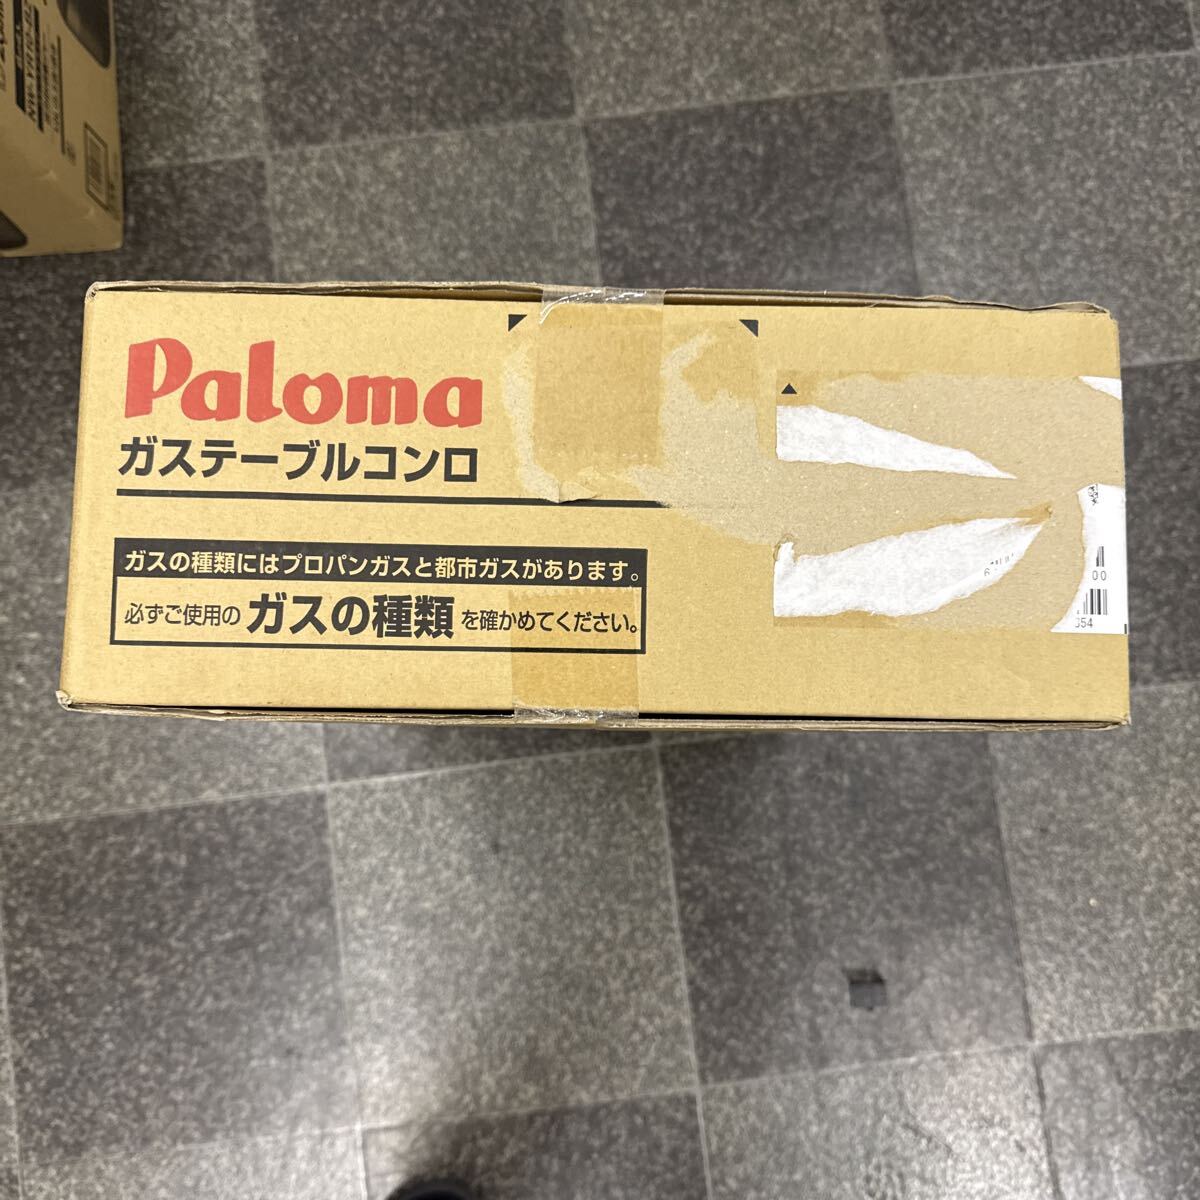 Paloma
ガステーブルコンロ
ガスの種類にはプロパンガスと都市ガスがあります。
必ずご使用の ガスの種類 を確かめてください。
00